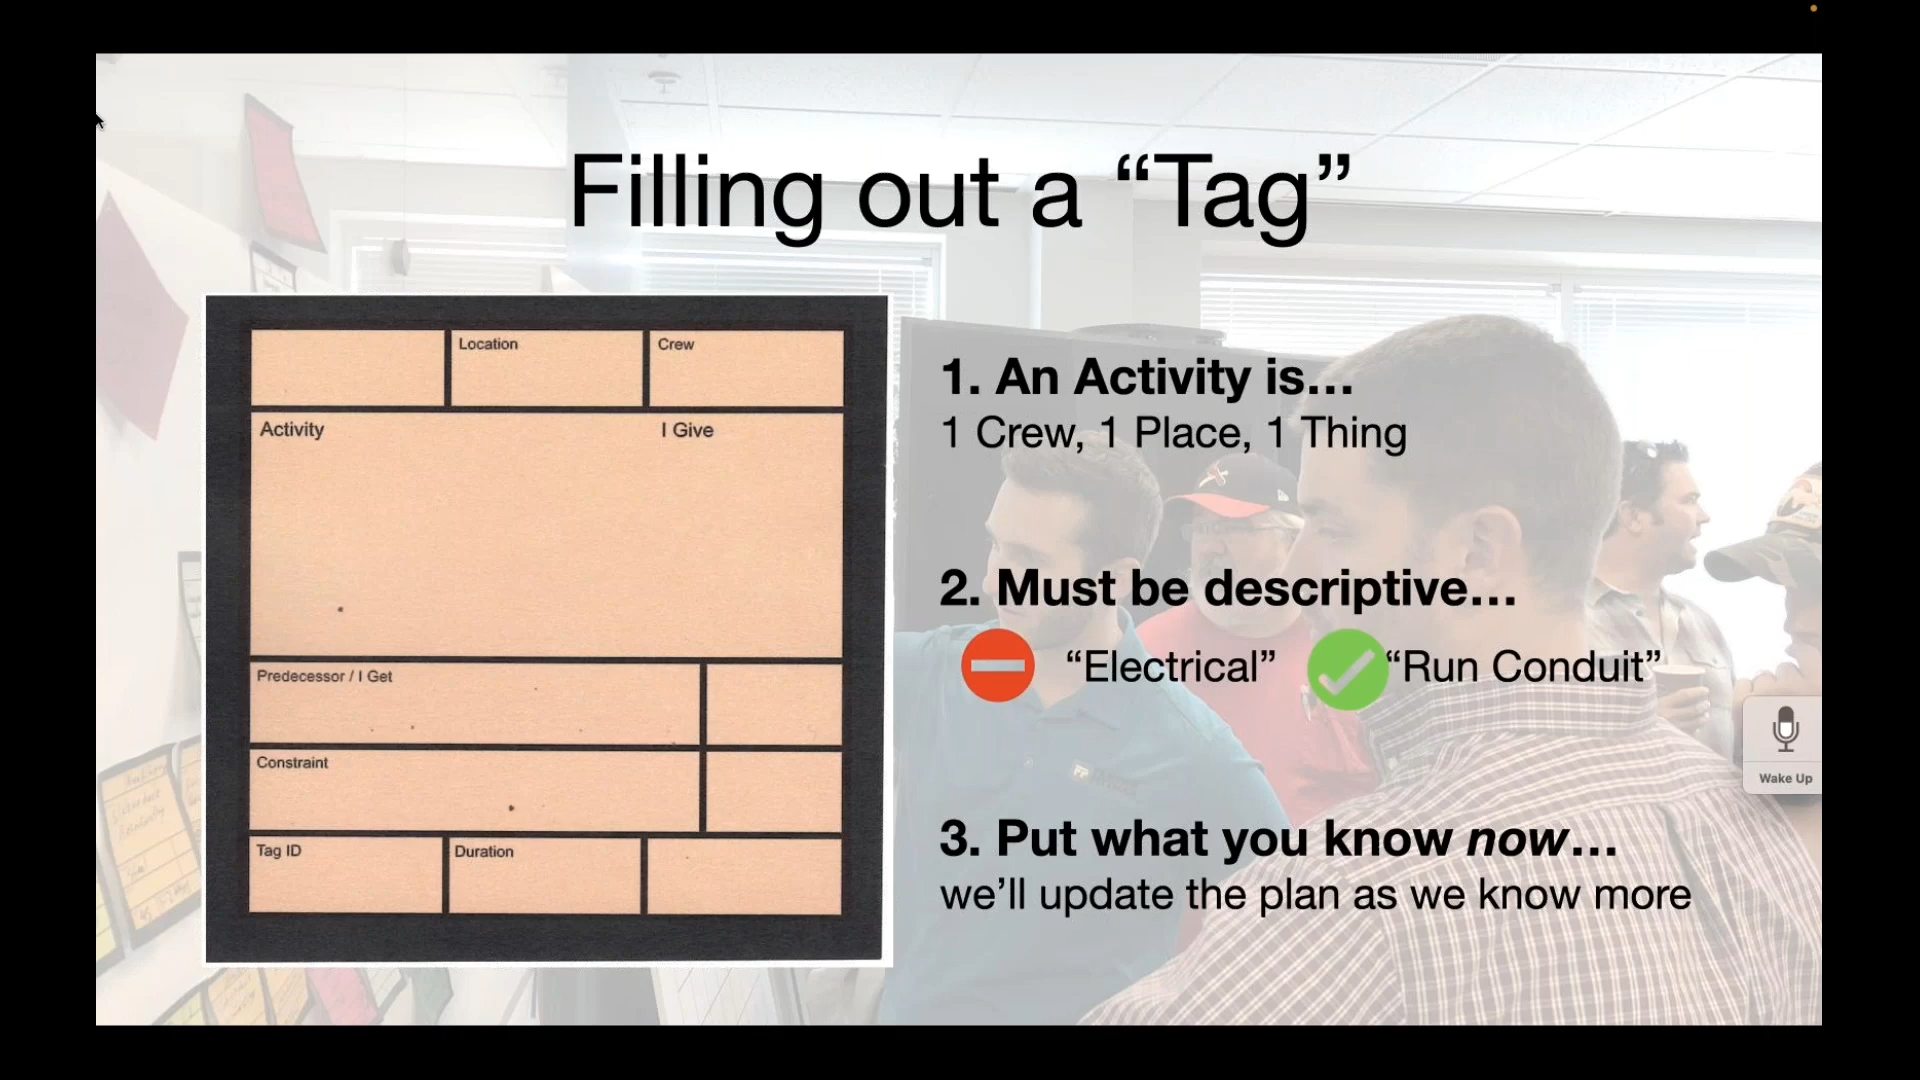 Filling out a “Tag”
Location
Crew
Activity
I Give
Predecessor / I Get
Constraint
Tag ID
Duration
1. An Activity is…
1 Crew, 1 Place, 1 Thing
2. Must be descriptive…
“Electrical”
“Run Conduit”
3. Put what you know now…
we’ll update the plan as we know more
Wake Up